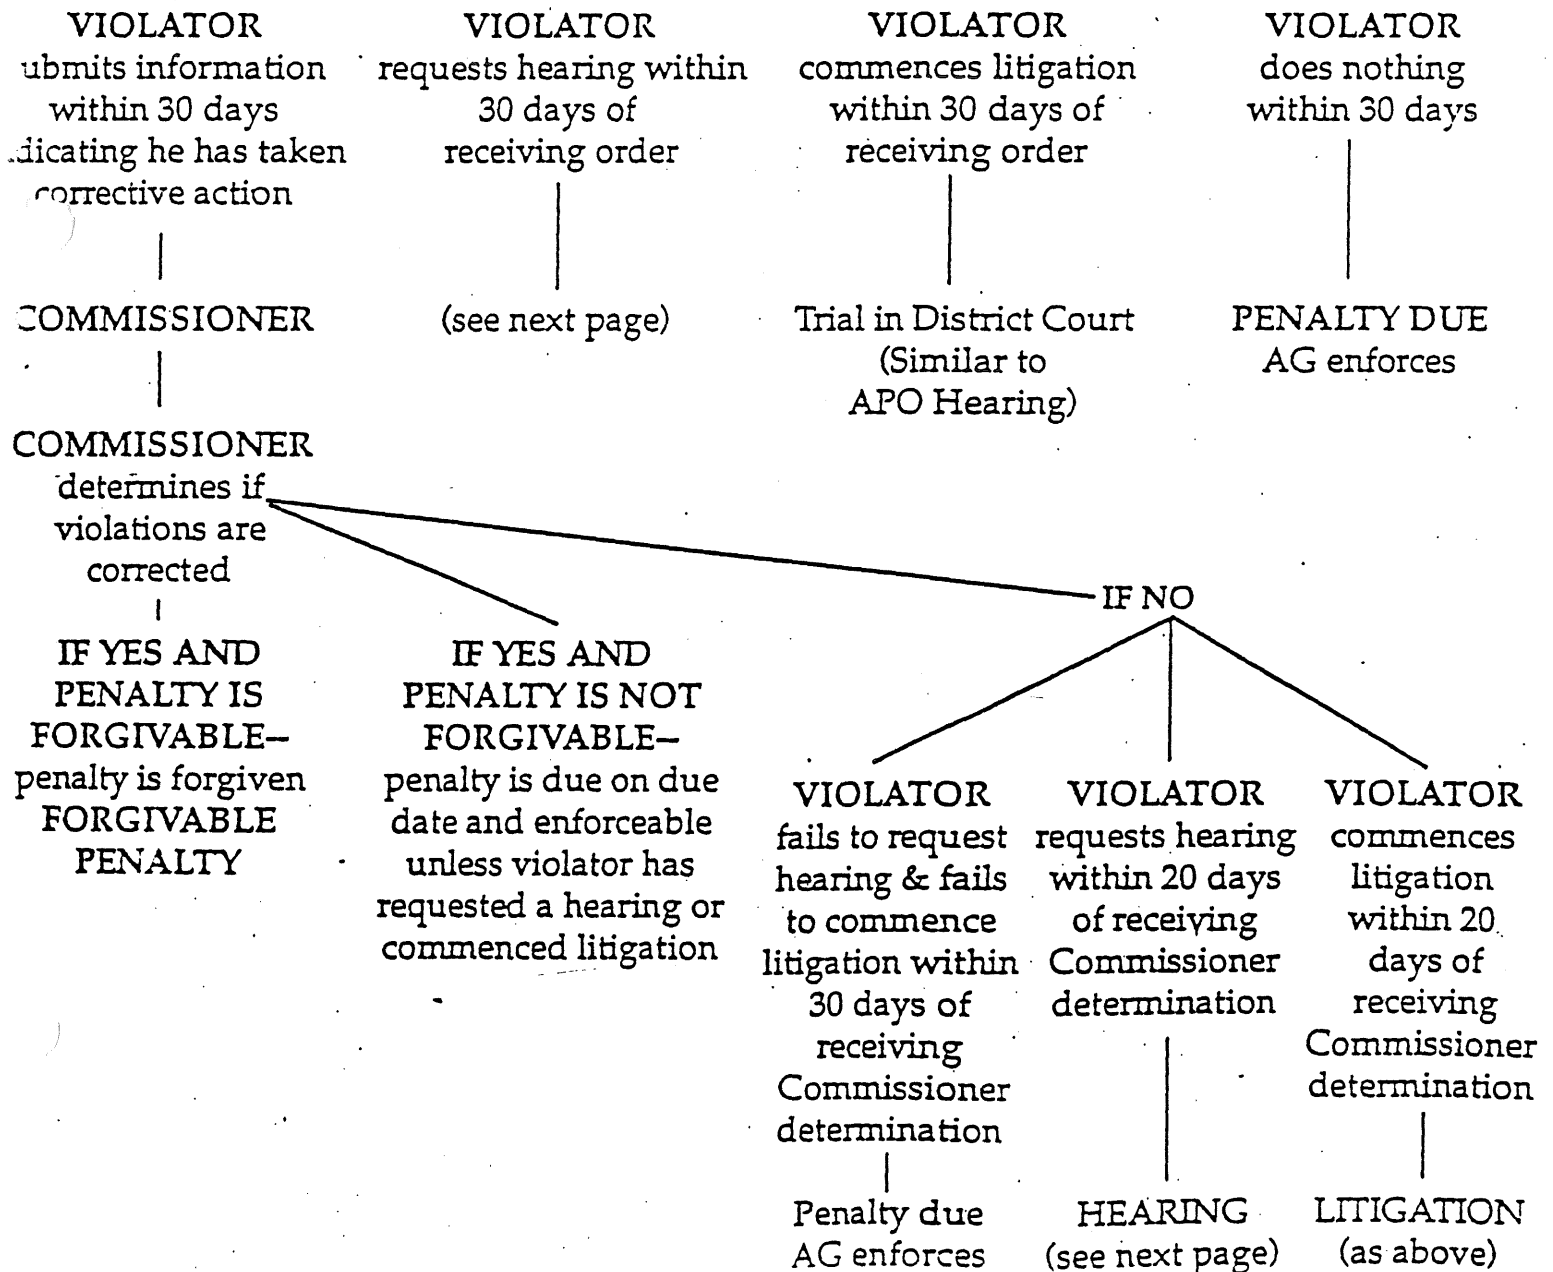 VIOLATOR
ubmits information
within 30 days
dicating he has taken
corrective action
VIOLATOR
requests hearing within
30 days of
receiving order
VIOLATOR
commences litigation
within 30 days of
receiving order
VIOLATOR
does nothing
within 30 days
COMMISSIONER
(see next page)
Trial in District Court
(Similar to
APO Hearing)
PENALTY DUE
AG enforces
COMMISSIONER
determines if
violations are
corrected
IF NO
IF YES AND
PENALTY IS
FORGIVABLE—
penalty is forgiven
FORGIVABLE
PENALTY
IF YES AND
PENALTY IS NOT
FORGIVABLE—
penalty is due on due
date and enforceable
unless violator has
requested a hearing or
commenced litigation
VIOLATOR
fails to request
hearing & fails
to commence
litigation within
30 days of
receiving
Commissioner
determination
Penalty due
AG enforces
VIOLATOR
requests hearing
within 20 days
of receiving
Commissioner
determination
HEARING
(see next page)
VIOLATOR
commences
litigation
within 20
days of
receiving
Commissioner
determination
LITIGATION
(as above)